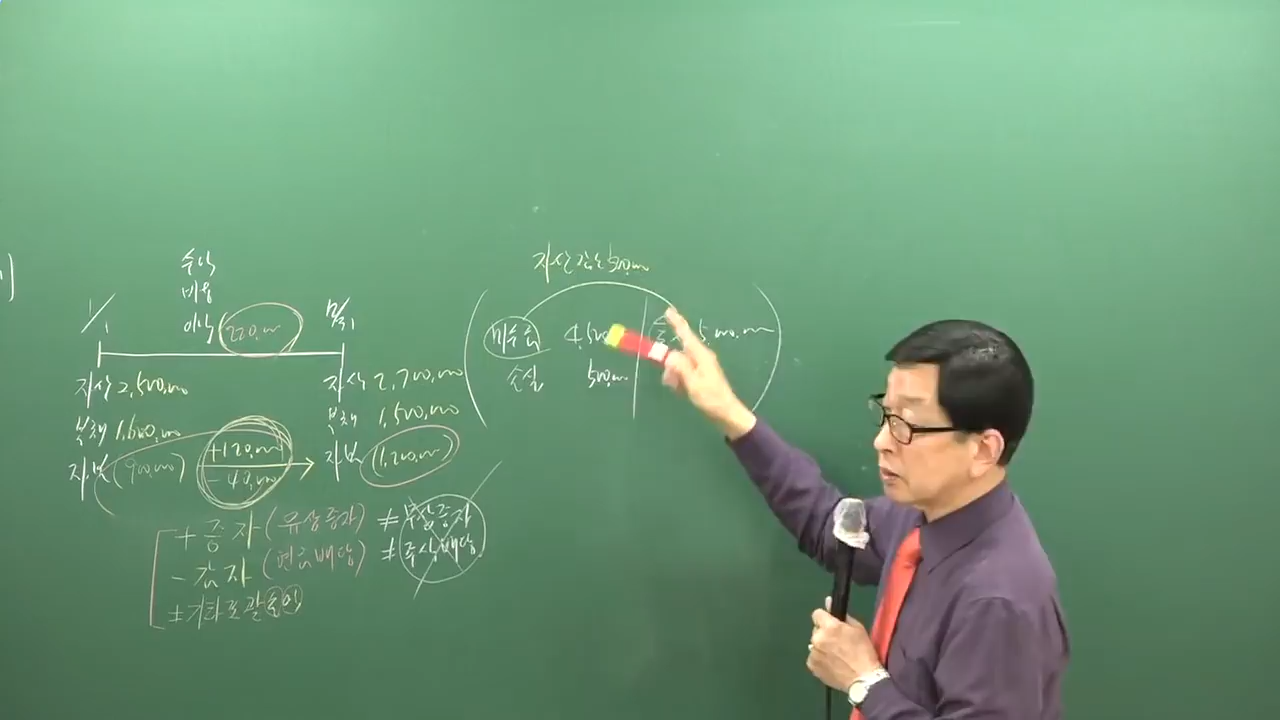 수익
비용
이익 220,000
1/1
12/31
자산 2,500,000
부채 1,600,000
자본 (900,000)
+120,000
-40,000
자산 2,700,000
부채 1,500,000
자본 (1,200,000)
+ 증자 (유상증자) ≠ 무상증자
- 감자 (현금배당) ≠ 주식배당
± 기타포괄손익
자산감소 500,000
미수금
손실 500,000